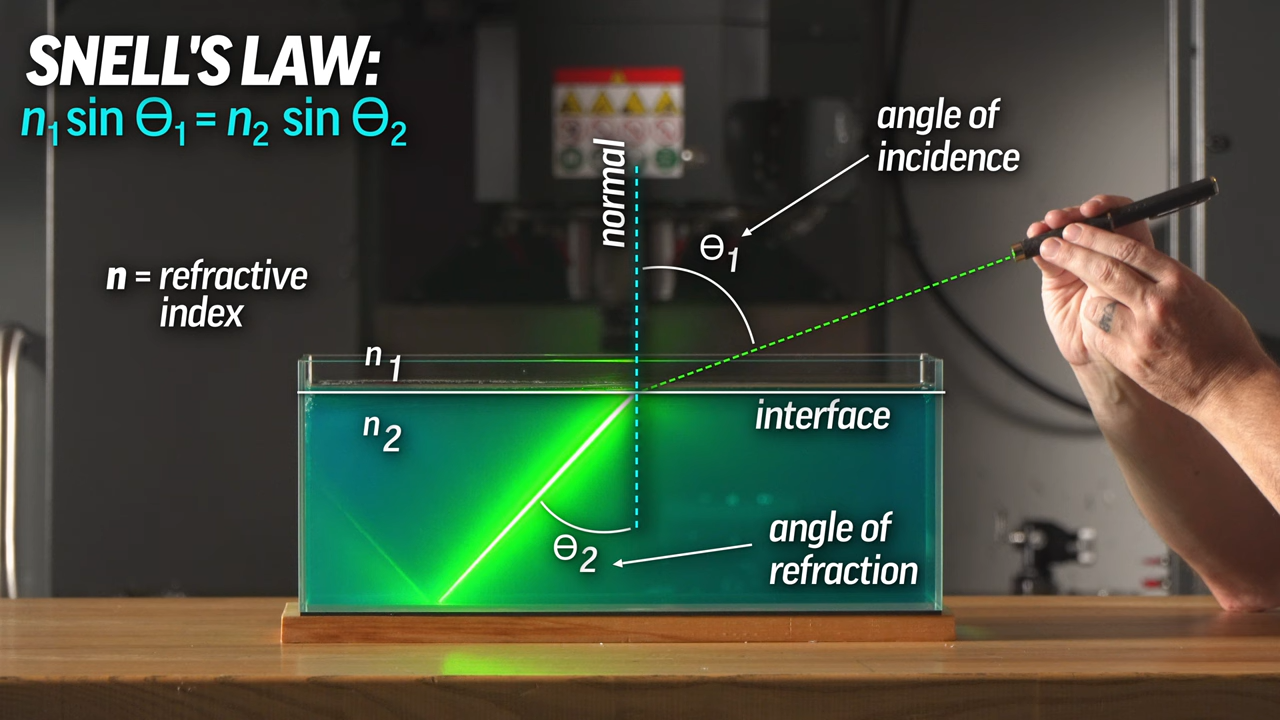 SNELL'S LAW:
n₁ sin Θ₁ = n₂ sin Θ₂
n = refractive
index
normal
angle of
incidence
Θ₁
n₁
n₂
interface
Θ₂
angle of
refraction